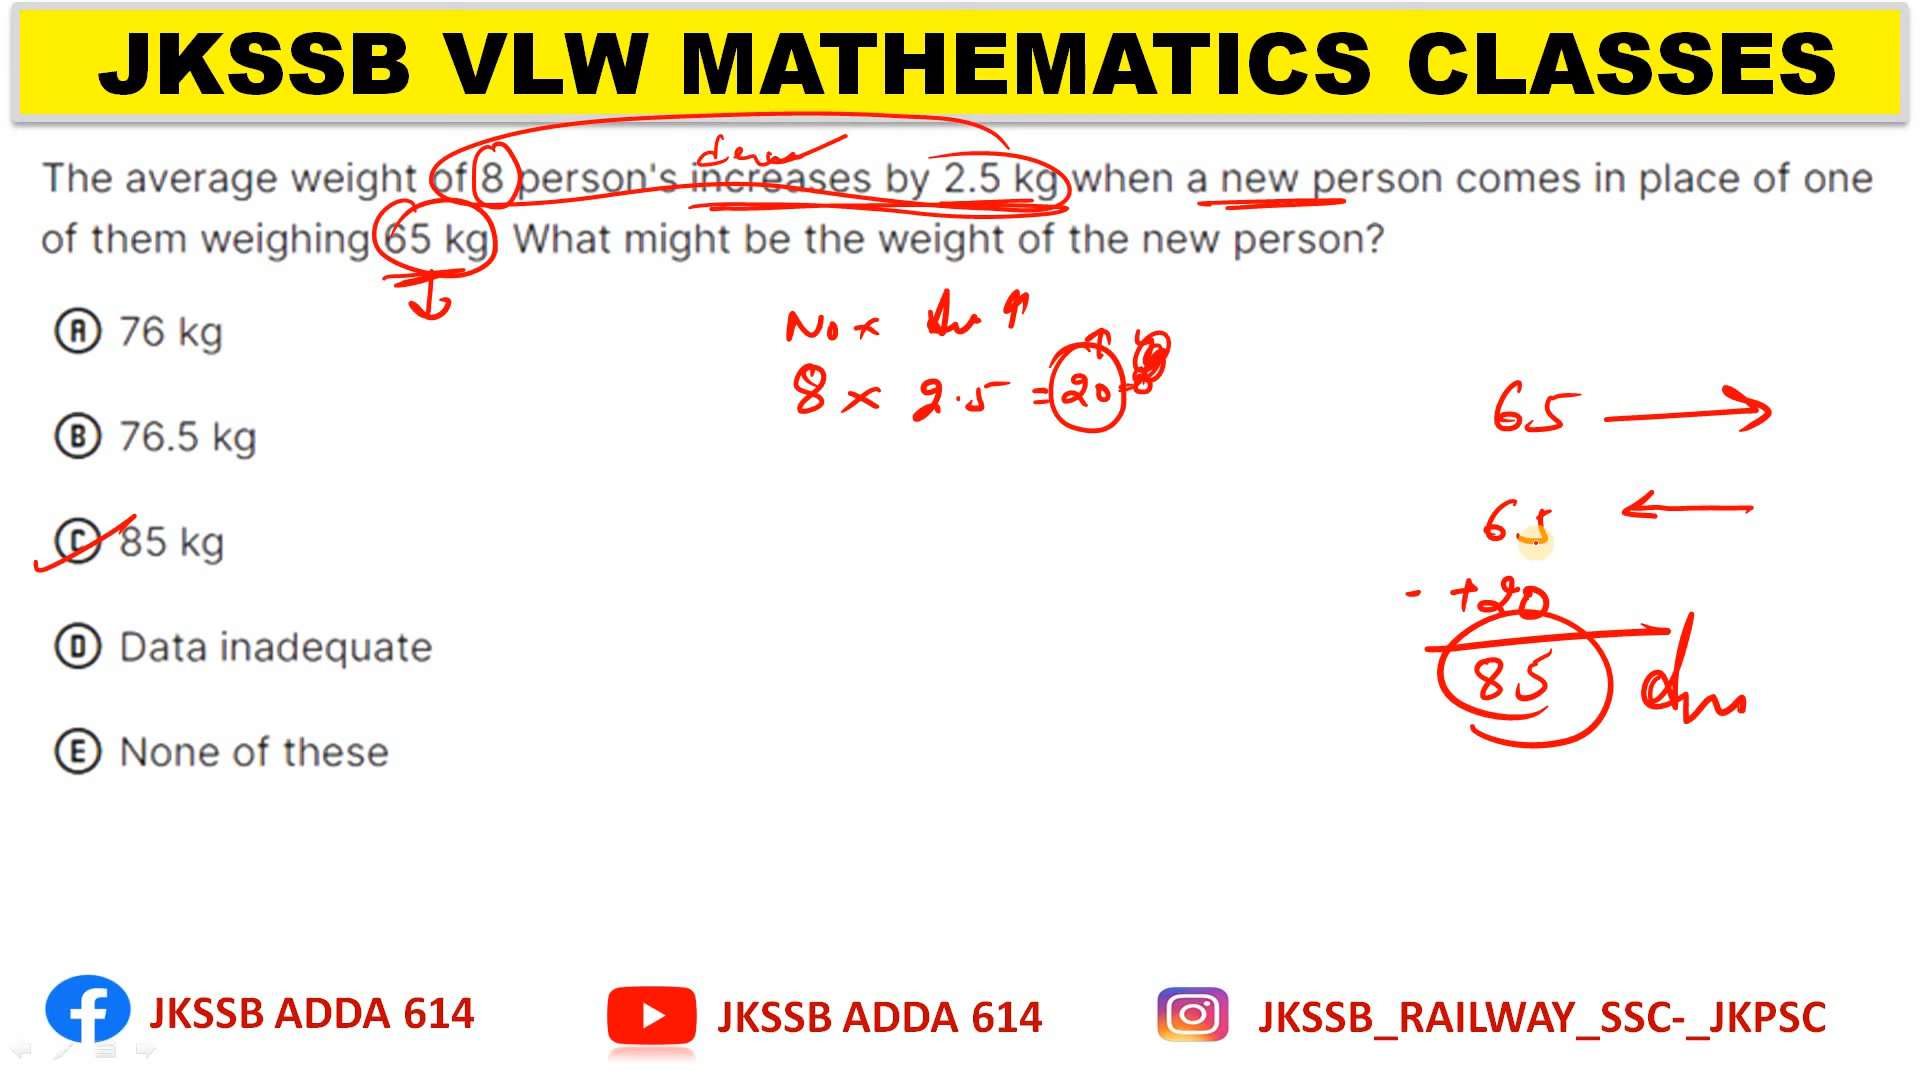 JKSSB VLW MATHEMATICS CLASSES
The average weight of 8 person's increases by 2.5 kg when a new person comes in place of one
of them weighing 65 kg What might be the weight of the new person?
No x
8 x 2.5 = 20
A 76 kg
B 76.5 kg
C 85 kg
D Data inadequate
E None of these
65
65
- +20
85
JKSSB ADDA 614
JKSSB ADDA 614
JKSSB_RAILWAY_SSC-_JKPSC